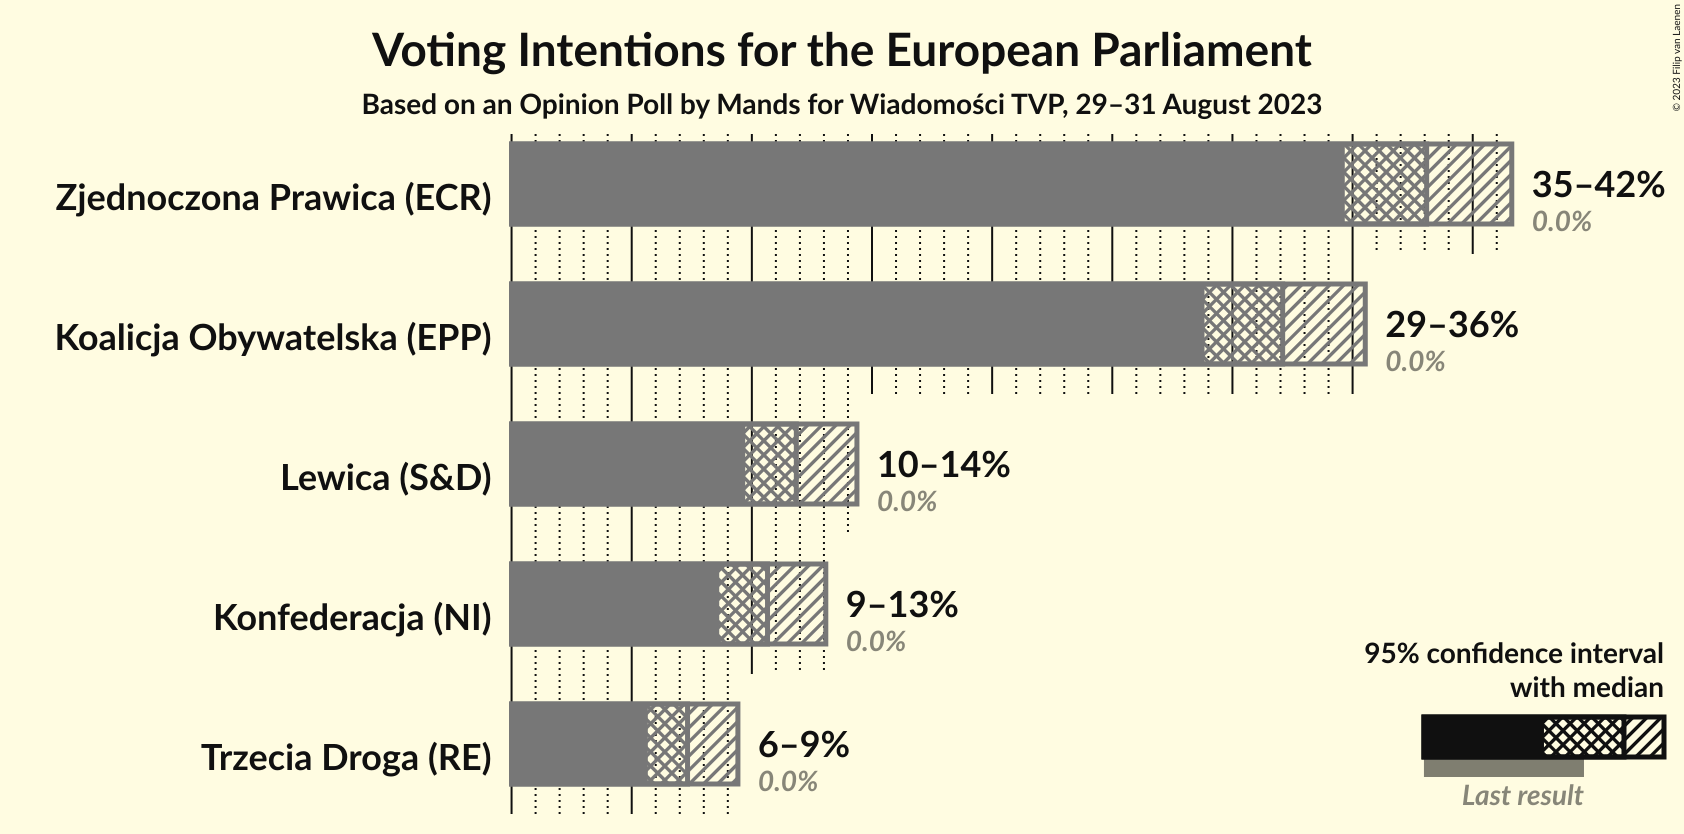 Voting Intentions for the European Parliament
Based on an Opinion Poll by Mands for Wiadomości TVP, 29–31 August 2023
© 2023 Filip van Laenen
Zjednoczona Prawica (ECR)
35–42%
0.0%
Koalicja Obywatelska (EPP)
29–36%
0.0%
Lewica (S&D)
10–14%
0.0%
Konfederacja (NI)
9–13%
0.0%
Trzecia Droga (RE)
6–9%
0.0%
95% confidence interval
with median
Last result